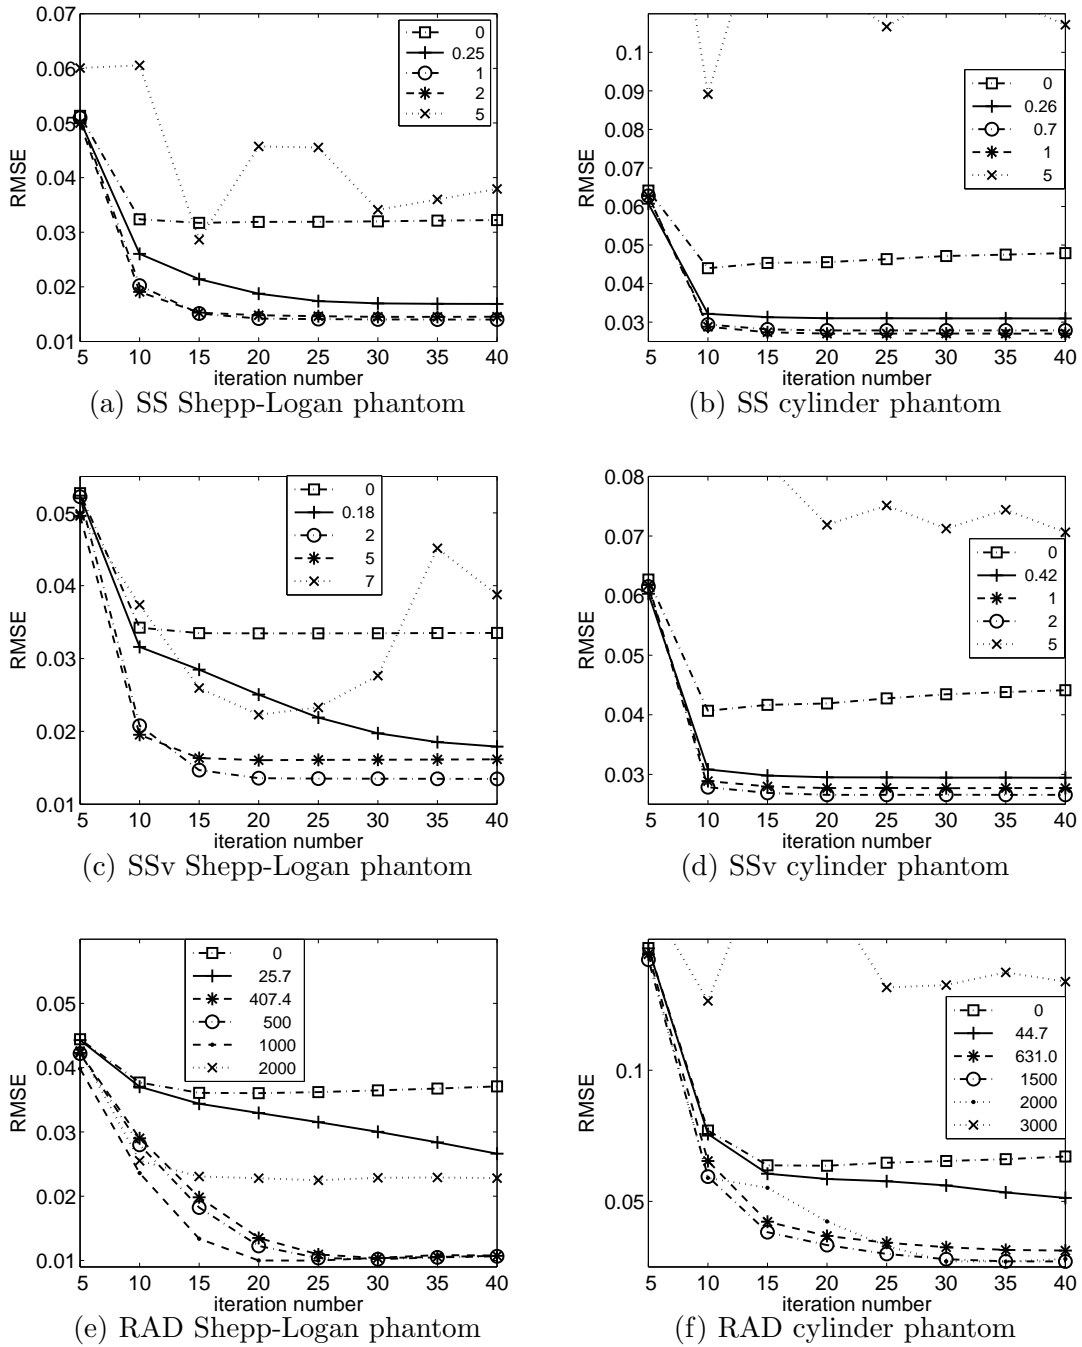 0.07
0.06
0.05
0.04
0.03
0.02
0.01
RMSE
0
0.25
1
2
5
5 10 15 20 25 30 35 40
iteration number
(a) SS Shepp-Logan phantom
0.1
0.09
0.08
0.07
0.06
0.05
0.04
0.03
RMSE
0
0.26
0.7
1
5
5 10 15 20 25 30 35 40
iteration number
(b) SS cylinder phantom
0.05
0.04
0.03
0.02
0.01
RMSE
0
0.18
2
5
7
5 10 15 20 25 30 35 40
iteration number
(c) SSv Shepp-Logan phantom
0.08
0.07
0.06
0.05
0.04
0.03
RMSE
0
0.42
1
2
5
5 10 15 20 25 30 35 40
iteration number
(d) SSv cylinder phantom
0.05
0.04
0.03
0.02
0.01
RMSE
0
25.7
407.4
500
1000
2000
5 10 15 20 25 30 35 40
iteration number
(e) RAD Shepp-Logan phantom
0.1
0.05
RMSE
0
44.7
631.0
1500
2000
3000
5 10 15 20 25 30 35 40
iteration number
(f) RAD cylinder phantom